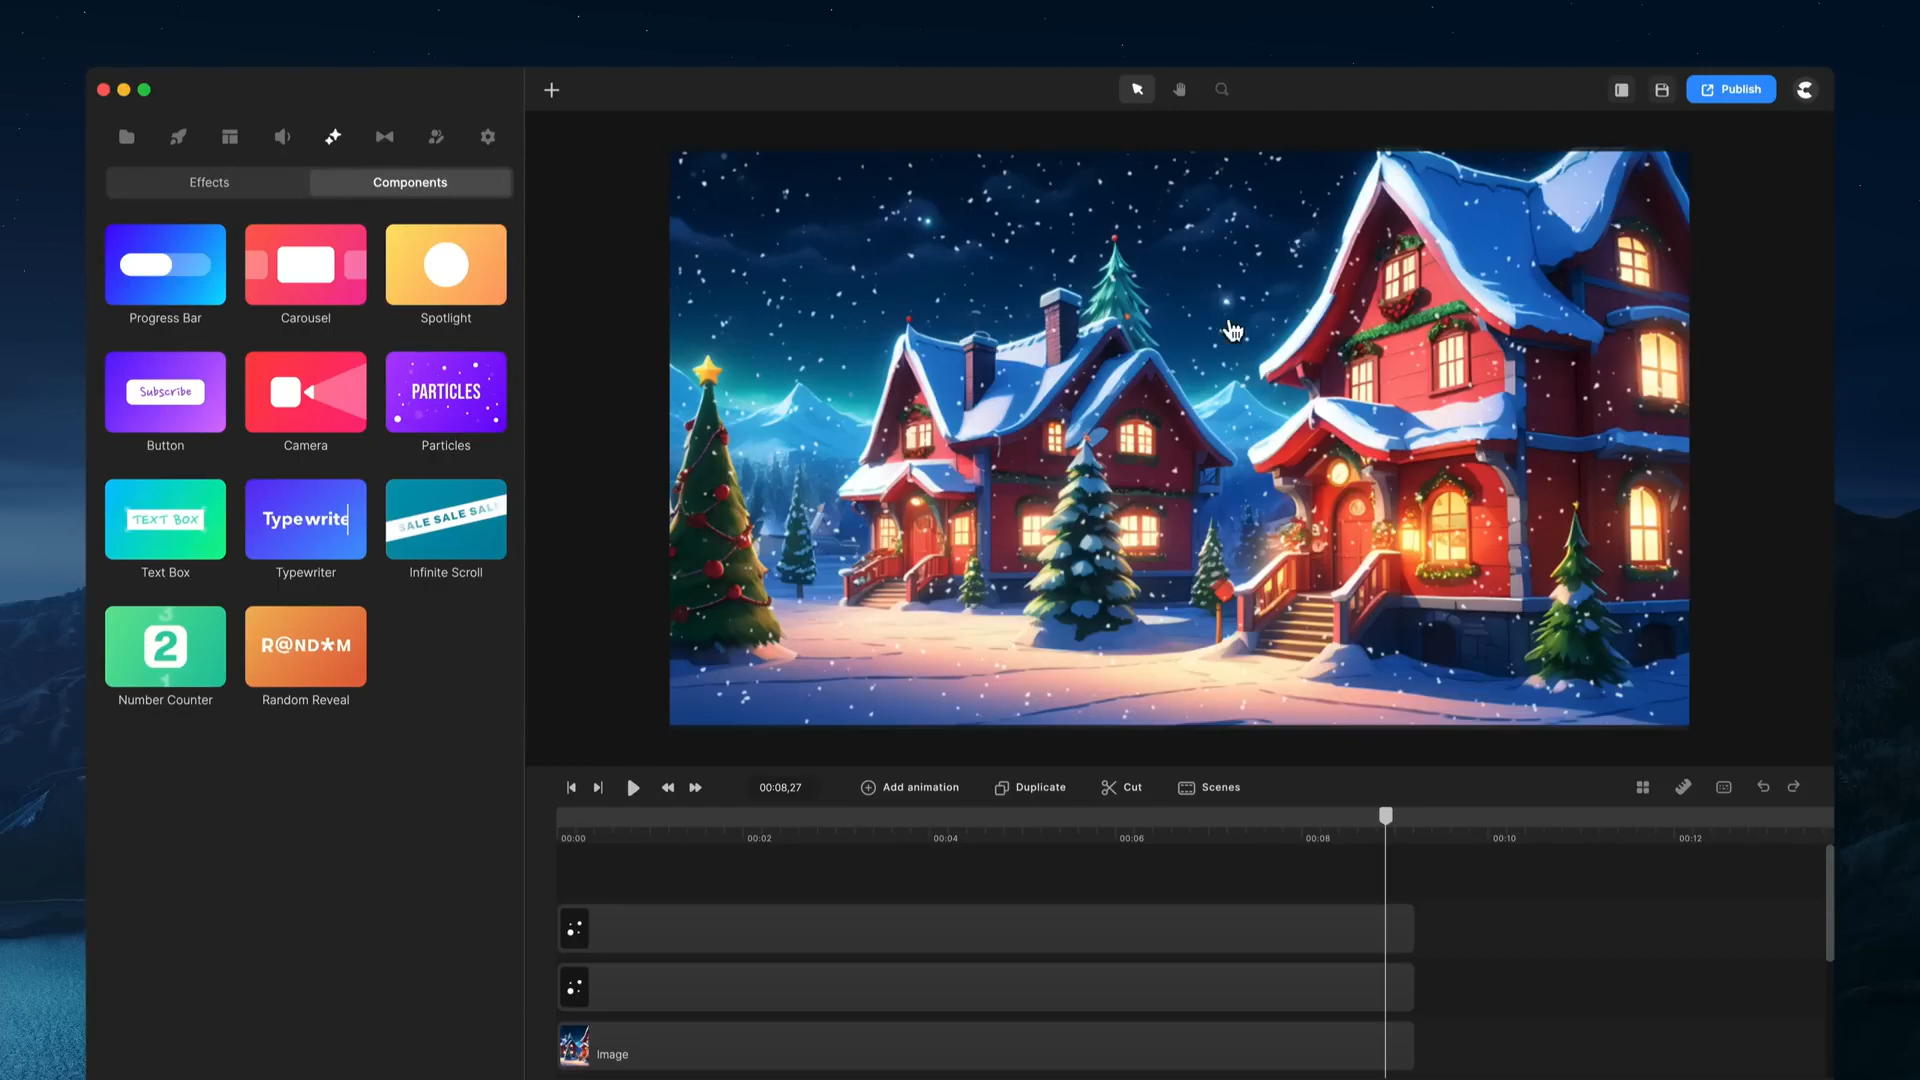 Publish
Effects
Components
Progress Bar
Carousel
Spotlight
Subscribe
PARTICLES
Button
Camera
Particles
TEXT BOX
Typewrite
SALE SALE SAL
Text Box
Typewriter
Infinite Scroll
3
2
1
R@ND*M
Number Counter
Random Reveal
00:08,27
Add animation
Duplicate
Cut
Scenes
00:00
00:02
00:04
00:06
00:08
00:10
00:12
Image